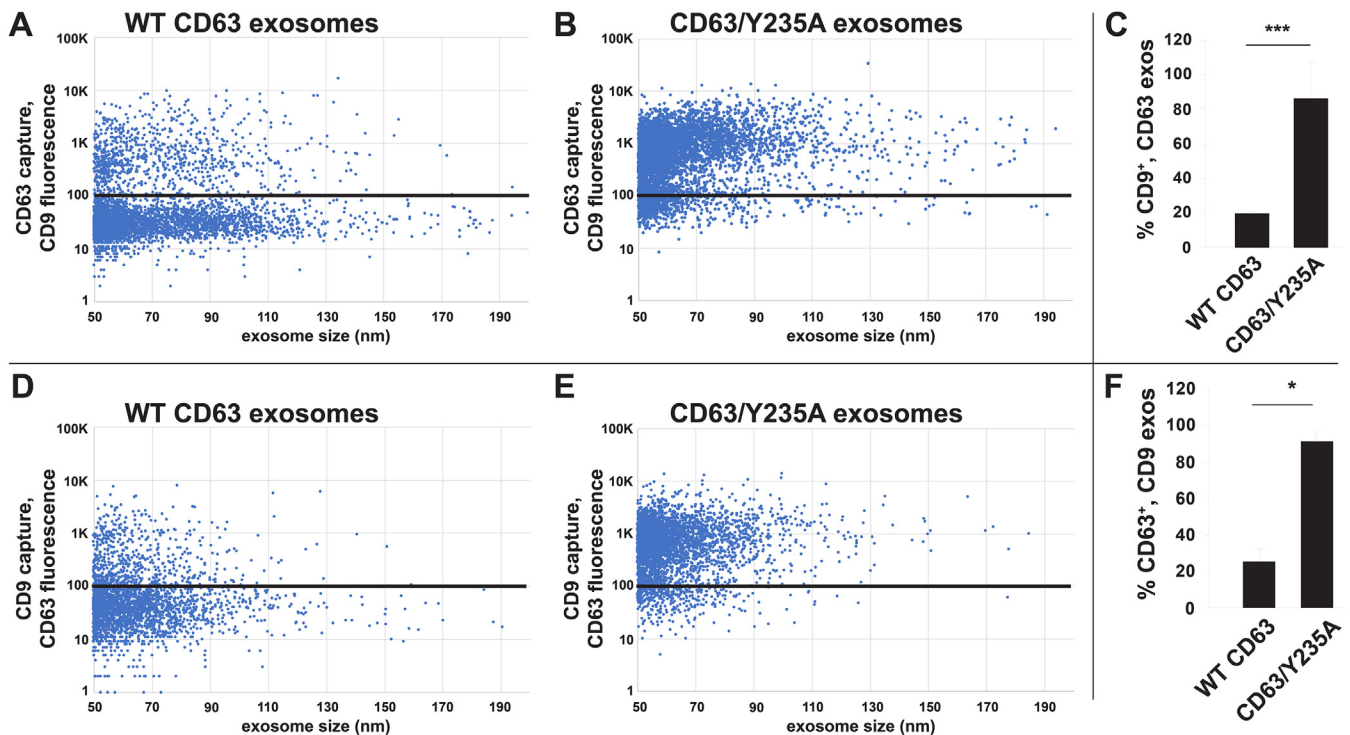 A
WT CD63 exosomes
CD63 capture,
CD9 fluorescence
100K
10K
1K
100
10
1
50 70 90 110 130 150 170 190
exosome size (nm)
B
CD63/Y235A exosomes
CD63 capture,
CD9 fluorescence
100K
10K
1K
100
10
1
50 70 90 110 130 150 170 190
exosome size (nm)
C
% CD9⁺, CD63 exos
120
100
80
60
40
20
0
***
WT CD63
CD63/Y235A
D
WT CD63 exosomes
CD9 capture,
CD63 fluorescence
100K
10K
1K
100
10
1
50 70 90 110 130 150 170 190
exosome size (nm)
E
CD63/Y235A exosomes
CD9 capture,
CD63 fluorescence
100K
10K
1K
100
10
1
50 70 90 110 130 150 170 190
exosome size (nm)
F
% CD63⁺, CD9 exos
120
100
80
60
40
20
0
*
WT CD63
CD63/Y235A